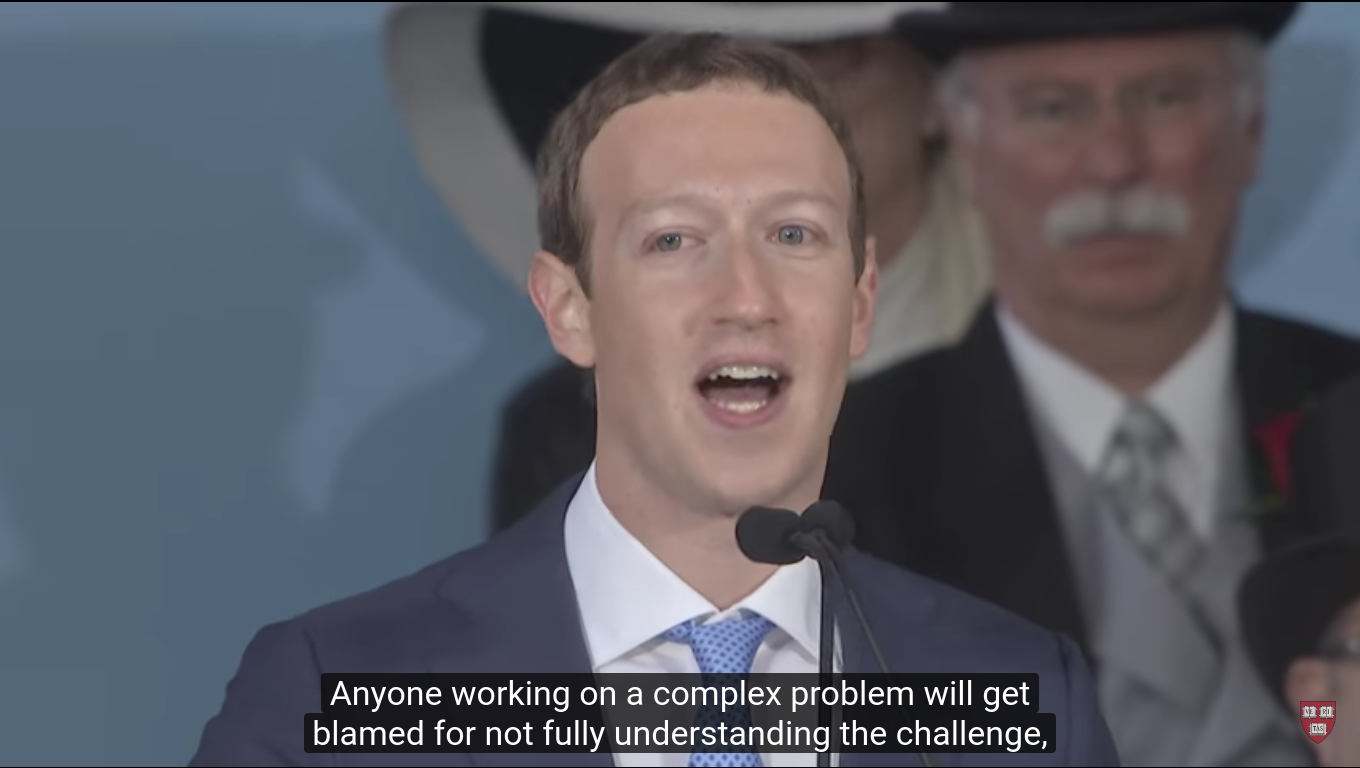 Anyone working on a complex problem will get
blamed for not fully understanding the challenge,